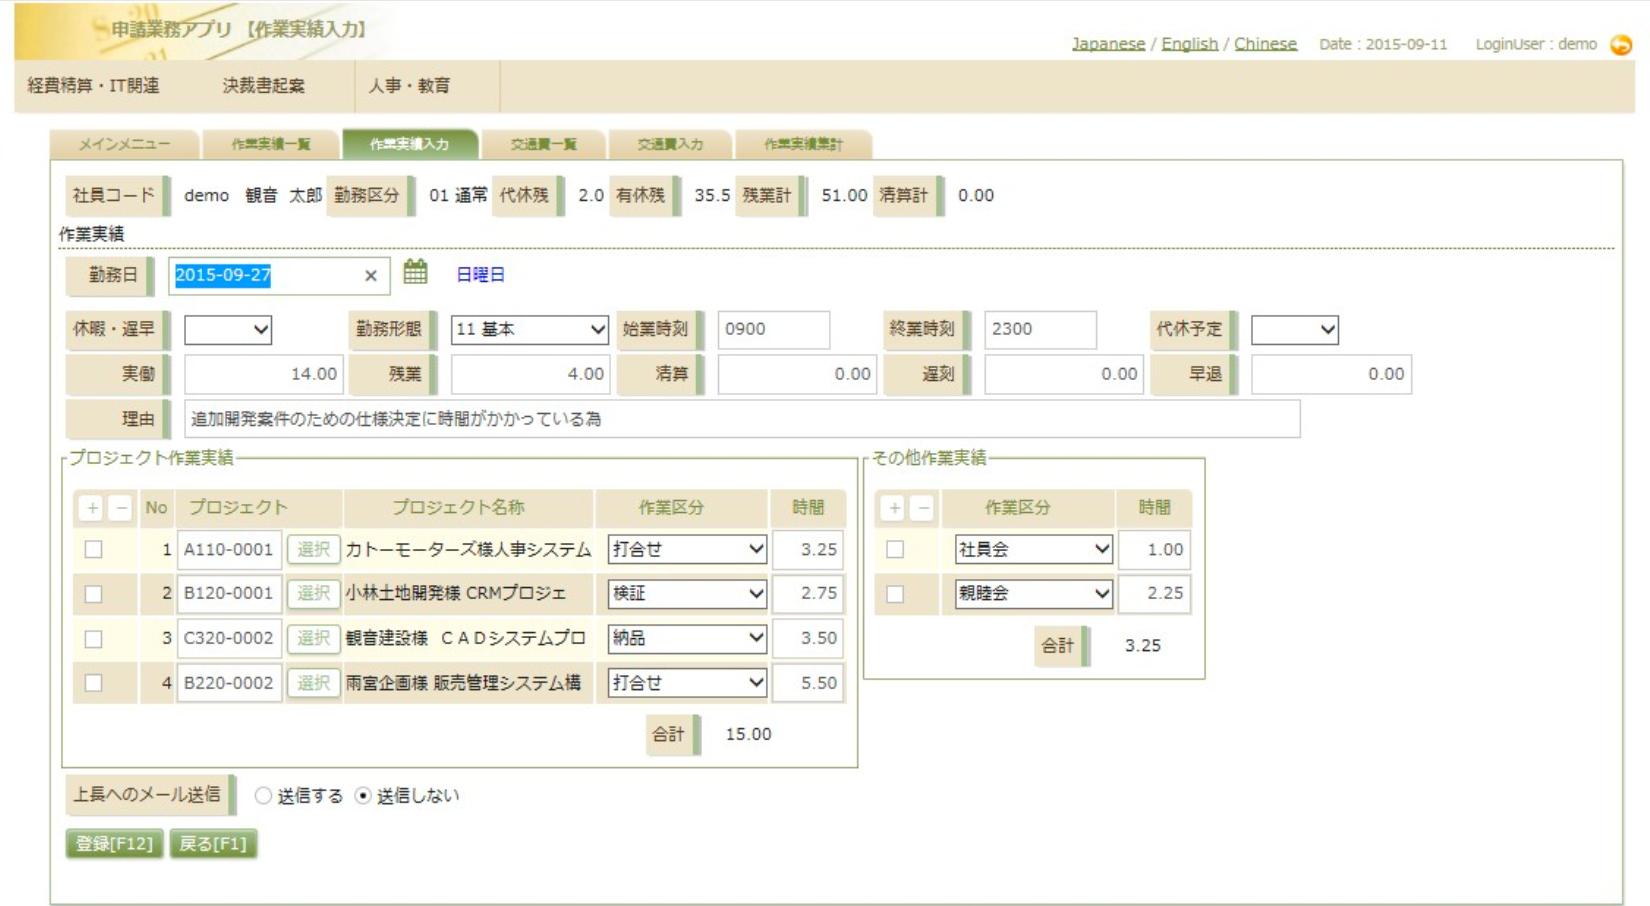 申請業務アプリ 【作業実績入力】
Japanese / English / Chinese Date : 2015-09-11 LoginUser : demo
経費精算・IT関連 決裁書起案 人事・教育
メインメニュー 作業実績一覧 作業実績入力 交通費一覧 交通費入力 作業実績集計
社員コード demo 観音 太郎 勤務区分 01 通常 代休残 2.0 有休残 35.5 残業計 51.00 清算計 0.00
作業実績
勤務日 2015-09-27 × 日曜日
休暇・遅早 勤務形態 11 基本 始業時刻 0900 終業時刻 2300 代休予定
実働 14.00 残業 4.00 清算 0.00 遅刻 0.00 早退 0.00
理由 追加開発案件のための仕様決定に時間がかかっている為
プロジェクト作業実績
+ − No プロジェクト プロジェクト名称 作業区分 時間
1 A110-0001 選択 カトーモーターズ様人事システム 打合せ 3.25
2 B120-0001 選択 小林土地開発様 CRMプロジェ 検証 2.75
3 C320-0002 選択 観音建設様 ＣＡＤシステムプロ 納品 3.50
4 B220-0002 選択 雨宮企画様 販売管理システム構 打合せ 5.50
合計 15.00
その他作業実績
+ − 作業区分 時間
社員会 1.00
親睦会 2.25
合計 3.25
上長へのメール送信 送信する 送信しない
登録[F12] 戻る[F1]